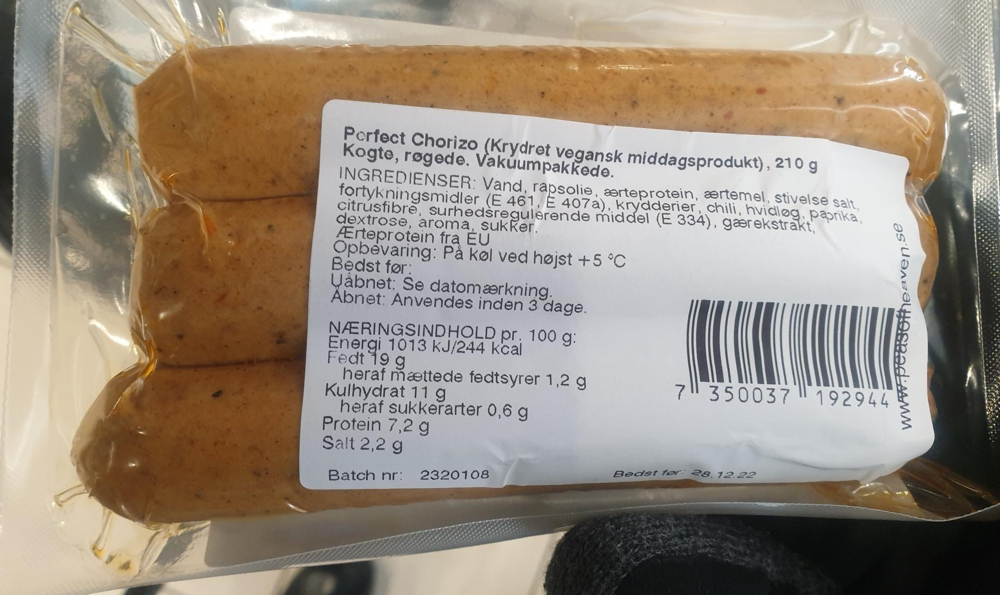 Perfect Chorizo (Krydret vegansk middagsprodukt), 210 g
Kogte, røgede. Vakuumpakkede.
INGREDIENSER: Vand, rapsolie, ærteprotein, ærtemel, stivelse salt,
fortykningsmidler (E 461, E 407a), krydderier, chili, hvidløg, paprika,
citrusfibre, surhedsregulerende middel (E 334), gærekstrakt,
dextrose, aroma, sukker.
Ærteprotein fra EU
Opbevaring: På køl ved højst +5 °C
Bedst før:
Uåbnet: Se datomærkning.
Åbnet: Anvendes inden 3 dage.
NÆRINGSINDHOLD pr. 100 g:
Energi 1013 kJ/244 kcal
Fedt 19 g
heraf mættede fedtsyrer 1,2 g
Kulhydrat 11 g
heraf sukkerarter 0,6 g
Protein 7,2 g
Salt 2,2 g
Batch nr: 2320108
Bedst før: 28.12.22
7 350037 192944
www.peasofheaven.se